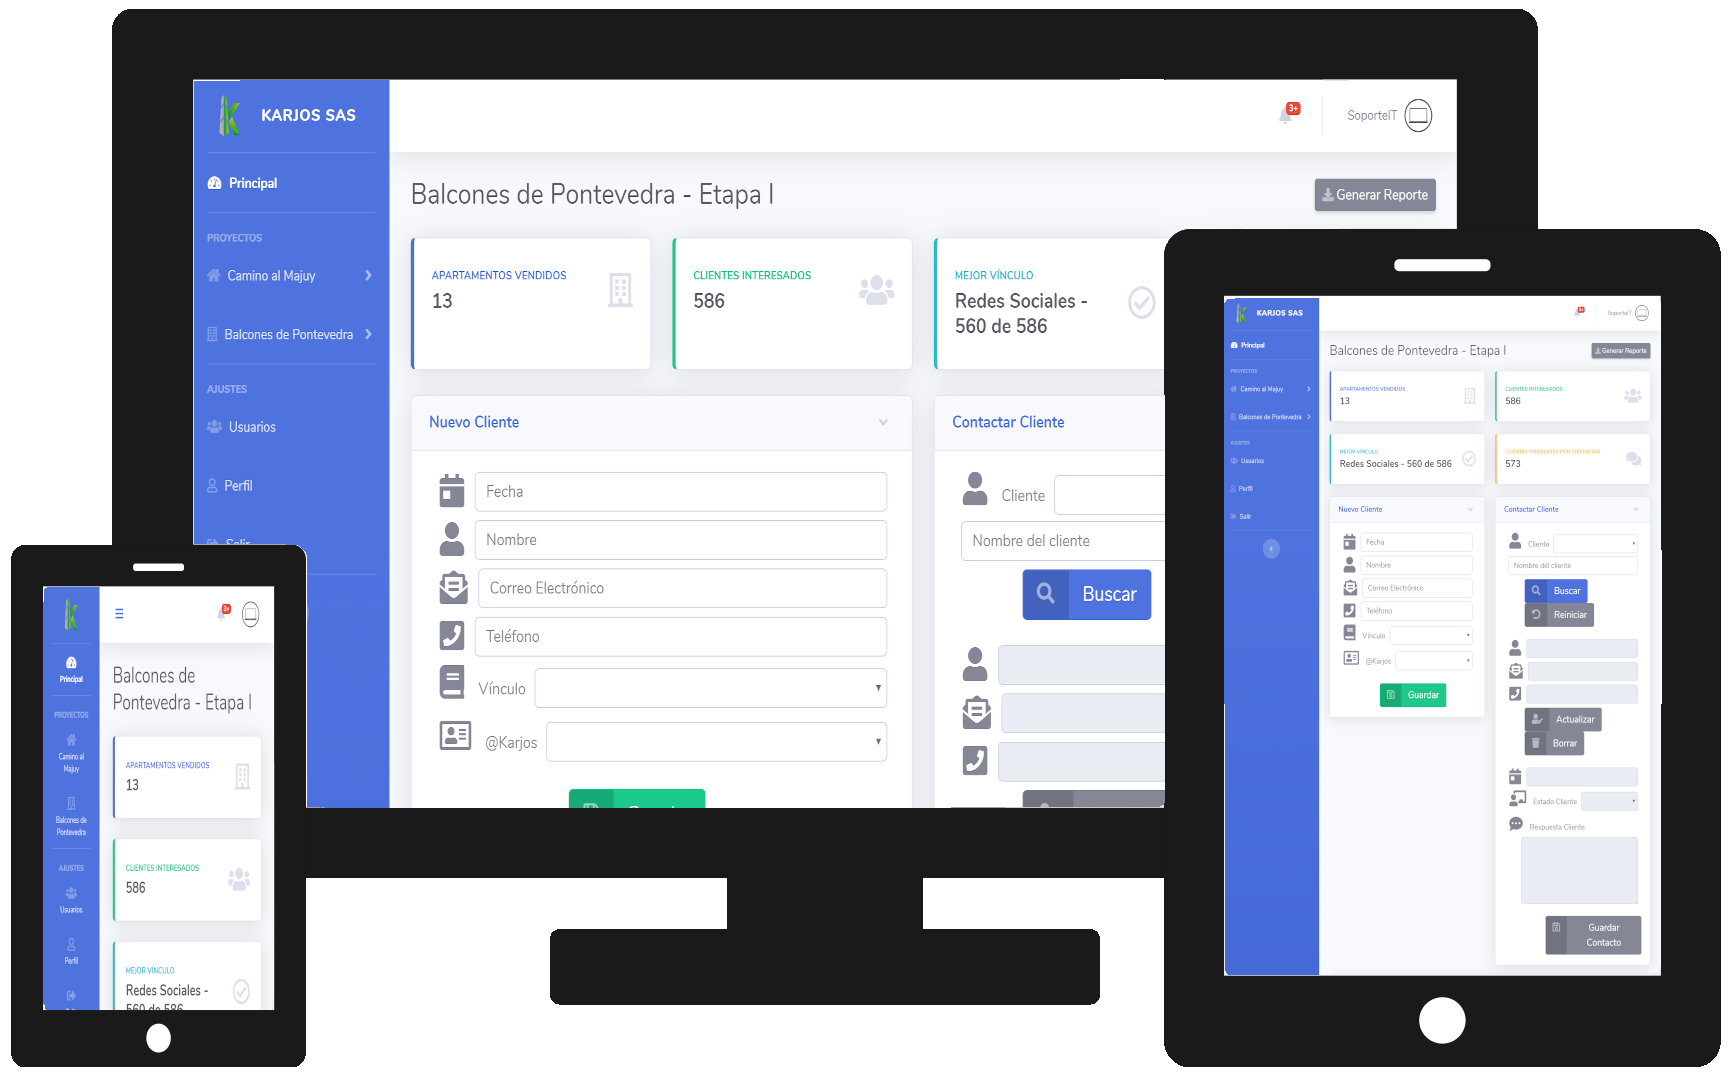 KARJOS SAS
3+
SoporteIT
Principal
PROYECTOS
Camino al Majuy
Balcones de Pontevedra
AJUSTES
Usuarios
Perfil
Salir
Balcones de Pontevedra - Etapa I
Generar Reporte
APARTAMENTOS VENDIDOS
13
CLIENTES INTERESADOS
586
MEJOR VÍNCULO
Redes Sociales -
560 de 586
Nuevo Cliente
Fecha
Nombre
Correo Electrónico
Teléfono
Vínculo
@Karjos
Contactar Cliente
Cliente
Nombre del cliente
Buscar
3+
Principal
PROYECTOS
Camino al
Majuy
Balcones de
Pontevedra
AJUSTES
Usuarios
Perfil
Balcones de
Pontevedra - Etapa I
APARTAMENTOS VENDIDOS
13
CLIENTES INTERESADOS
586
MEJOR VÍNCULO
Redes Sociales -
560 de 586
KARJOS SAS
3+
SoporteIT
Principal
PROYECTOS
Camino al Majuy
Balcones de Pontevedra
AJUSTES
Usuarios
Perfil
Salir
Balcones de Pontevedra - Etapa I
Generar Reporte
APARTAMENTOS VENDIDOS
13
CLIENTES INTERESADOS
586
MEJOR VÍNCULO
Redes Sociales - 560 de 586
CLIENTES PENDIENTES POR CONTACTAR
573
Nuevo Cliente
Fecha
Nombre
Correo Electrónico
Teléfono
Vínculo
@Karjos
Guardar
Contactar Cliente
Cliente
Nombre del cliente
Buscar
Reiniciar
Actualizar
Borrar
Estado Cliente
Respuesta Cliente
Guardar
Contacto